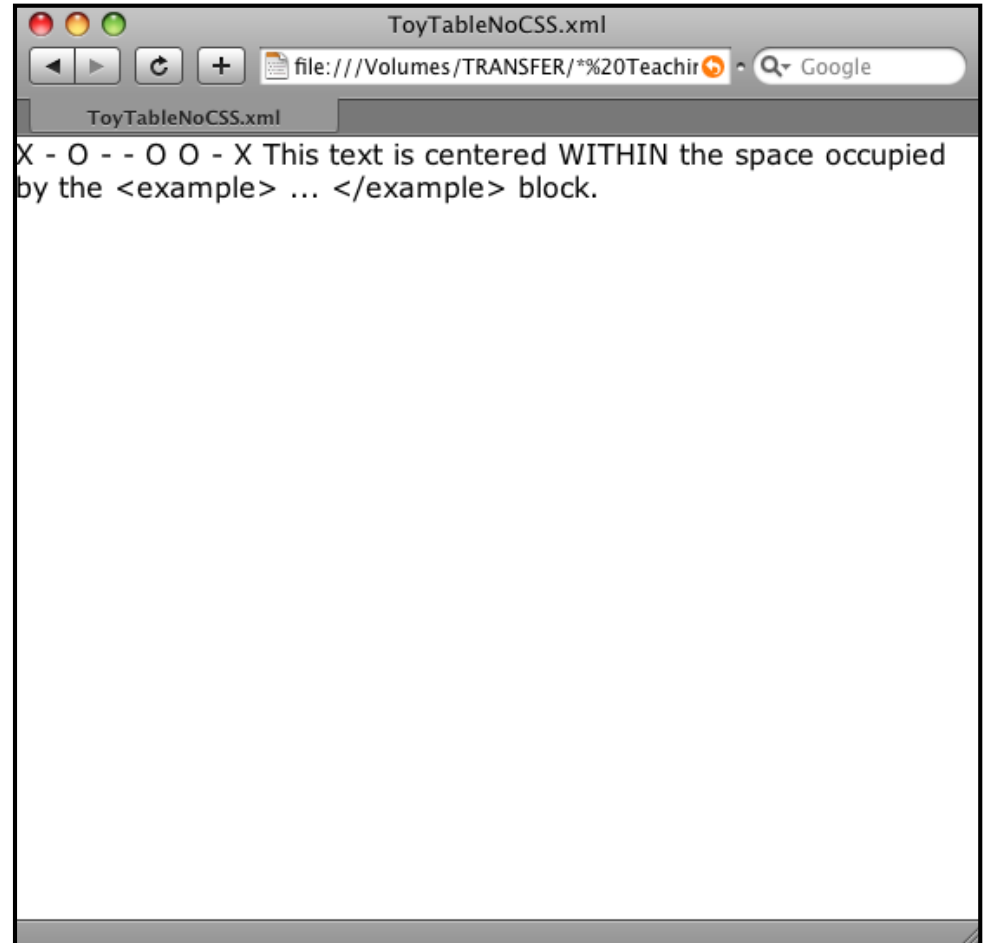 ToyTableNoCSS.xml
file:///Volumes/TRANSFER/*%20Teachir
Google
ToyTableNoCSS.xml
X - O - - O O - X This text is centered WITHIN the space occupied
by the <example> ... </example> block.